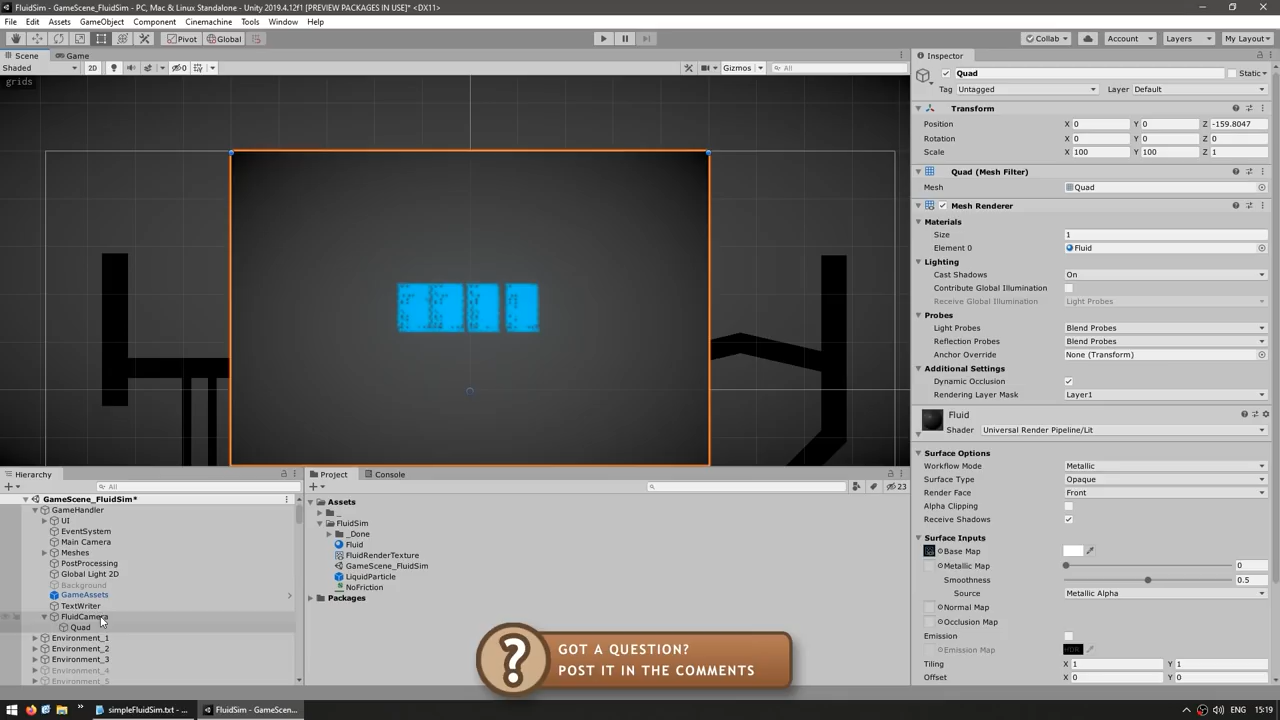 FluidSim - GameScene_FluidSim - PC, Mac & Linux Standalone - Unity 2019.4.12f1 [PREVIEW PACKAGES IN USE]* <DX11>
File Edit Assets GameObject Component Cinemachine Tools Window Help
Pivot Global Collab Account Layers My Layout
Scene Game
Shaded 2D 0 Gizmos All
grids
Inspector
Quad Static
Tag Untagged Layer Default
Transform
Position X 0 Y 0 Z -159.8047
Rotation X 0 Y 0 Z 0
Scale X 100 Y 100 Z 1
Quad (Mesh Filter)
Mesh Quad
Mesh Renderer
Materials
Size 1
Element 0 Fluid
Lighting
Cast Shadows On
Contribute Global Illumination
Receive Global Illumination Light Probes
Probes
Light Probes Blend Probes
Reflection Probes Blend Probes
Anchor Override None (Transform)
Additional Settings
Dynamic Occlusion
Rendering Layer Mask Layer1
Fluid
Shader Universal Render Pipeline/Lit
Surface Options
Workflow Mode Metallic
Surface Type Opaque
Render Face Front
Alpha Clipping
Receive Shadows
Surface Inputs
Base Map
Metallic Map 0
Smoothness 0.5
Source Metallic Alpha
Normal Map
Occlusion Map
Emission
Emission Map HDR
Tiling X 1 Y 1
Offset X 0 Y 0
Hierarchy
All
GameScene_FluidSim*
GameHandler
UI
EventSystem
Main Camera
Meshes
PostProcessing
Global Light 2D
Background
GameAssets
TextWriter
FluidCamera
Quad
Environment_1
Environment_2
Environment_3
Environment_4
Environment_5
Project Console
23
Assets
_
FluidSim
_Done
Fluid
FluidRenderTexture
GameScene_FluidSim
LiquidParticle
NoFriction
Packages
GOT A QUESTION?
POST IT IN THE COMMENTS
simpleFluidSim.txt - ... FluidSim - GameScen... ENG 15:19